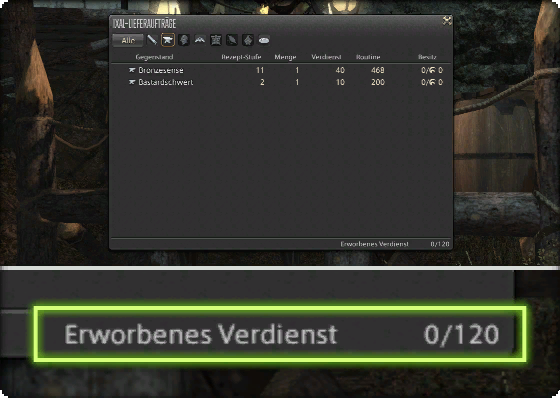 IXAL-LIEFERAUFTRÄGE
Alle
Gegenstand Rezept-Stufe Menge Verdienst Routine Besitz
Bronzesense 11 1 40 468 0/ 0
Bastardschwert 2 1 10 200 0/ 0
Erworbenes Verdienst 0/120
Erworbenes Verdienst 0/120